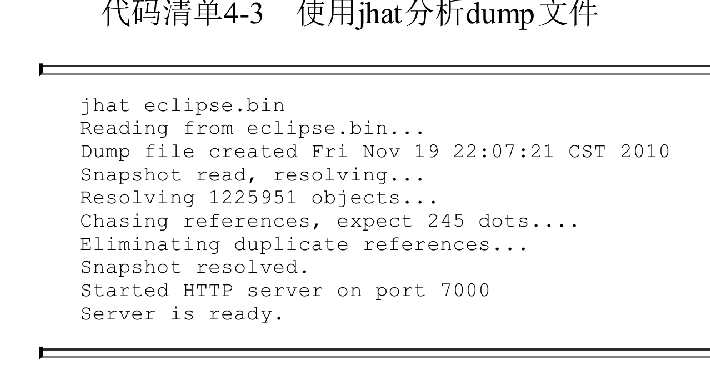 代码清单4-3 使用jhat分析dump文件
jhat eclipse.bin
Reading from eclipse.bin...
Dump file created Fri Nov 19 22:07:21 CST 2010
Snapshot read, resolving...
Resolving 1225951 objects...
Chasing references, expect 245 dots....
Eliminating duplicate references...
Snapshot resolved.
Started HTTP server on port 7000
Server is ready.